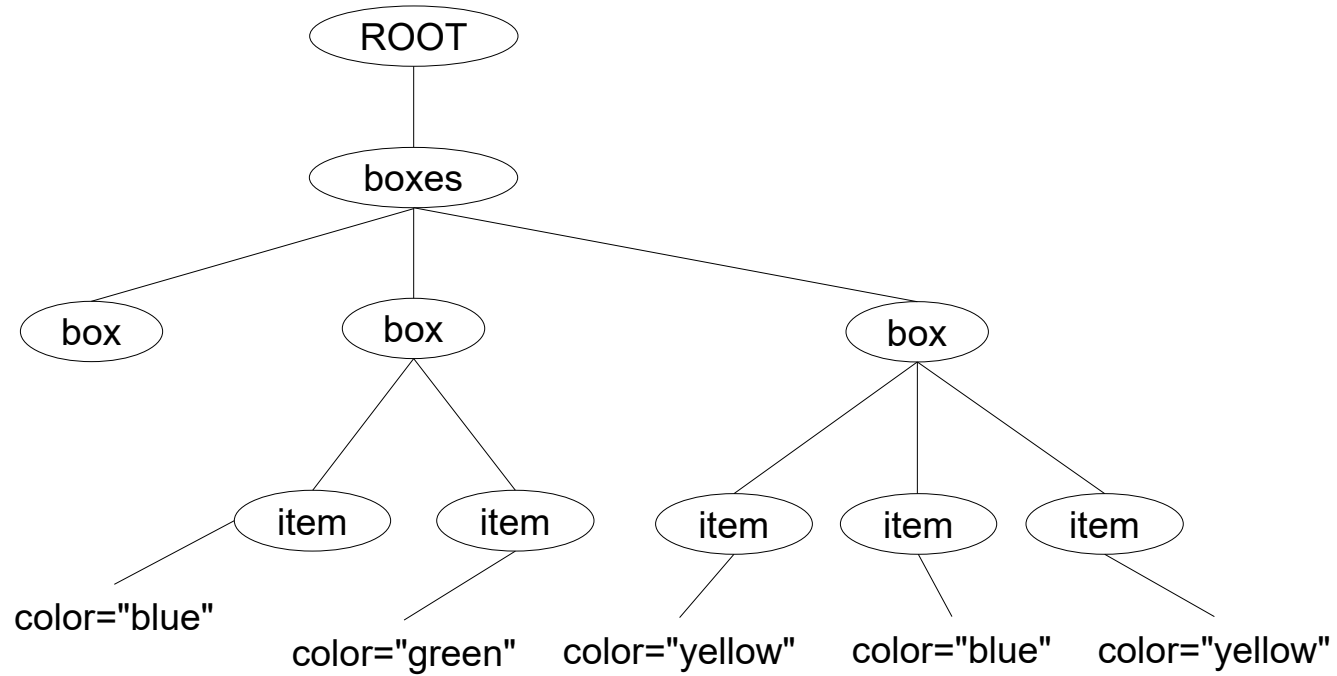 ROOT
boxes
box
box
box
item
item
item
item
item
color="blue"
color="green"
color="yellow"
color="blue"
color="yellow"